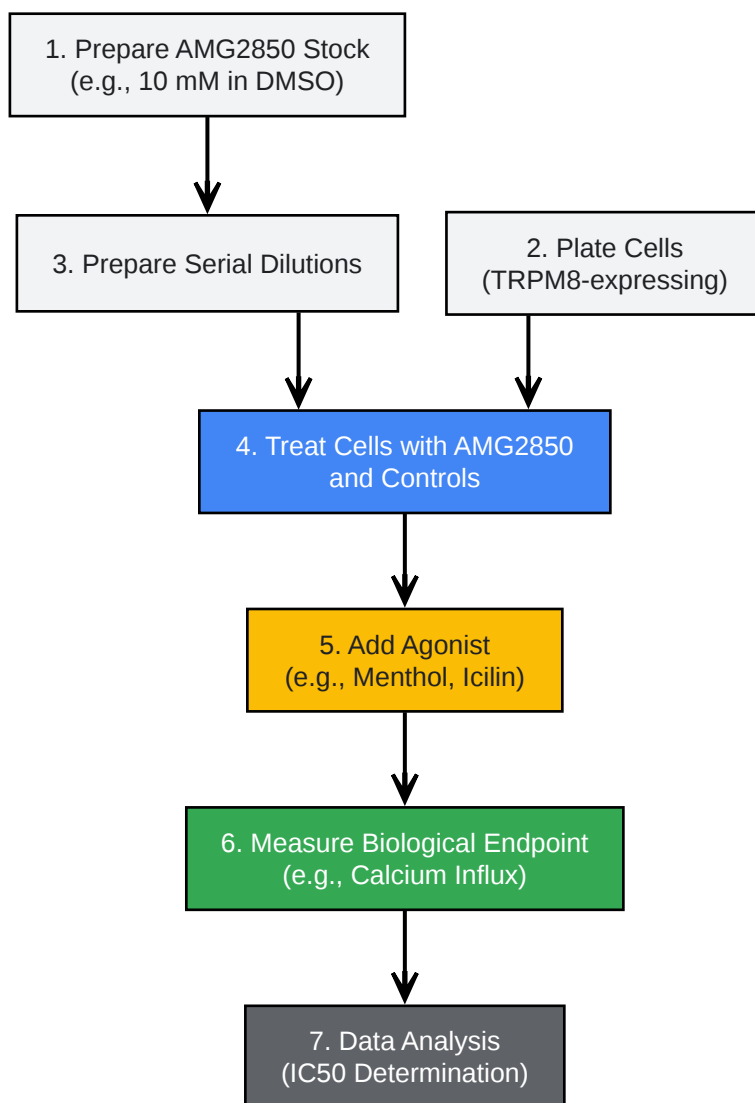 1. Prepare AMG2850 Stock
(e.g., 10 mM in DMSO)
3. Prepare Serial Dilutions
2. Plate Cells
(TRPM8-expressing)
4. Treat Cells with AMG2850
and Controls
5. Add Agonist
(e.g., Menthol, Icilin)
6. Measure Biological Endpoint
(e.g., Calcium Influx)
7. Data Analysis
(IC50 Determination)